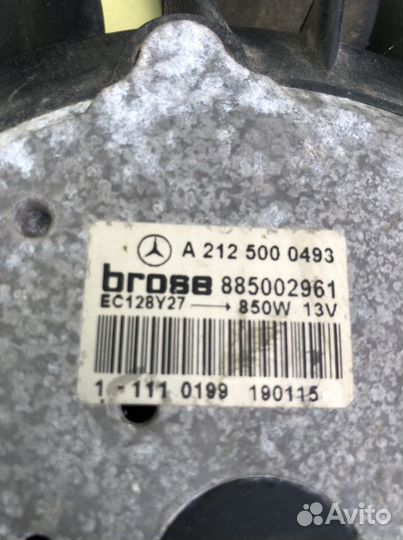 A 212 500 0493
brose 885002961
EC128Y27 → 850W 13V
1 - 111 0199 190115
Avito